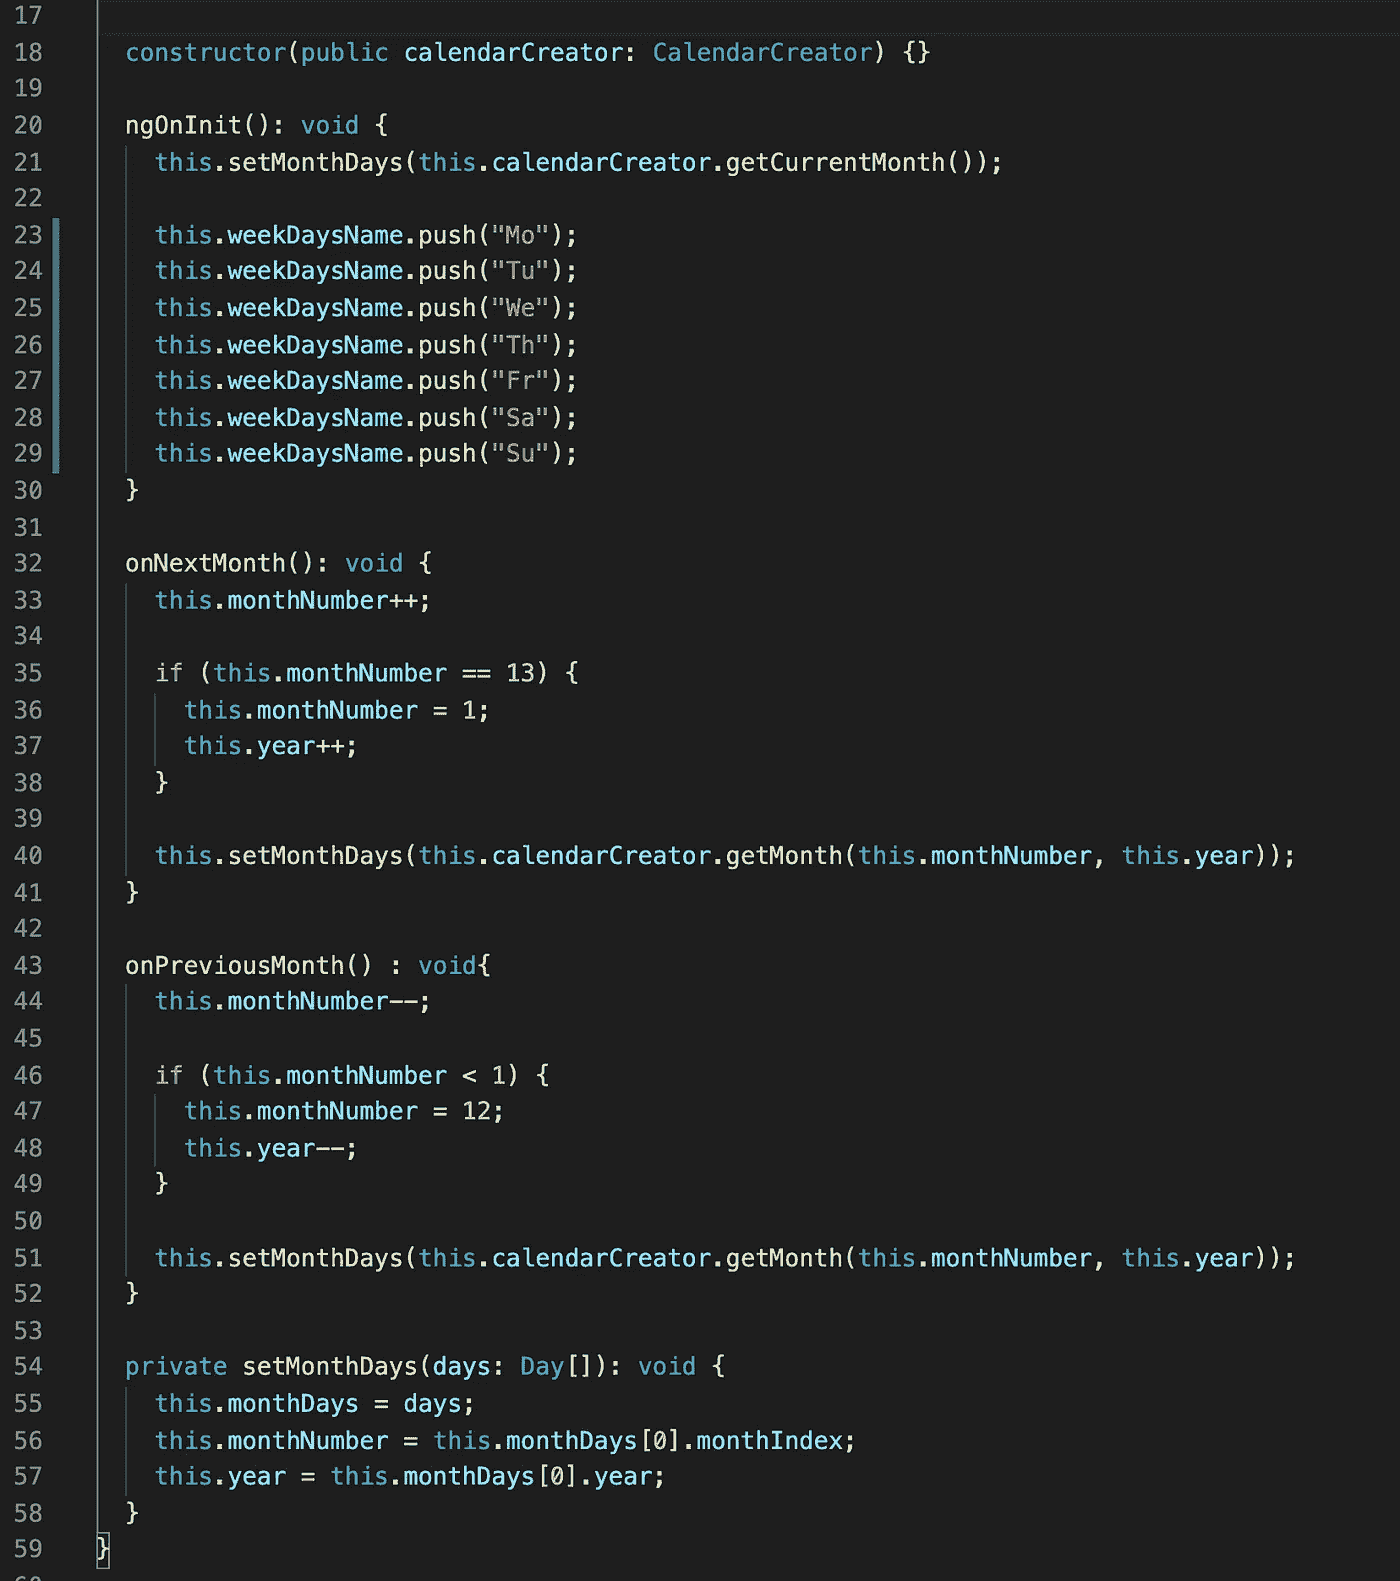 17
18 constructor(public calendarCreator: CalendarCreator) {}
19
20 ngOnInit(): void {
21 this.setMonthDays(this.calendarCreator.getCurrentMonth());
22
23 this.weekDaysName.push("Mo");
24 this.weekDaysName.push("Tu");
25 this.weekDaysName.push("We");
26 this.weekDaysName.push("Th");
27 this.weekDaysName.push("Fr");
28 this.weekDaysName.push("Sa");
29 this.weekDaysName.push("Su");
30 }
31
32 onNextMonth(): void {
33 this.monthNumber++;
34
35 if (this.monthNumber == 13) {
36 this.monthNumber = 1;
37 this.year++;
38 }
39
40 this.setMonthDays(this.calendarCreator.getMonth(this.monthNumber, this.year));
41 }
42
43 onPreviousMonth() : void{
44 this.monthNumber--;
45
46 if (this.monthNumber < 1) {
47 this.monthNumber = 12;
48 this.year--;
49 }
50
51 this.setMonthDays(this.calendarCreator.getMonth(this.monthNumber, this.year));
52 }
53
54 private setMonthDays(days: Day[]): void {
55 this.monthDays = days;
56 this.monthNumber = this.monthDays[0].monthIndex;
57 this.year = this.monthDays[0].year;
58 }
59 }